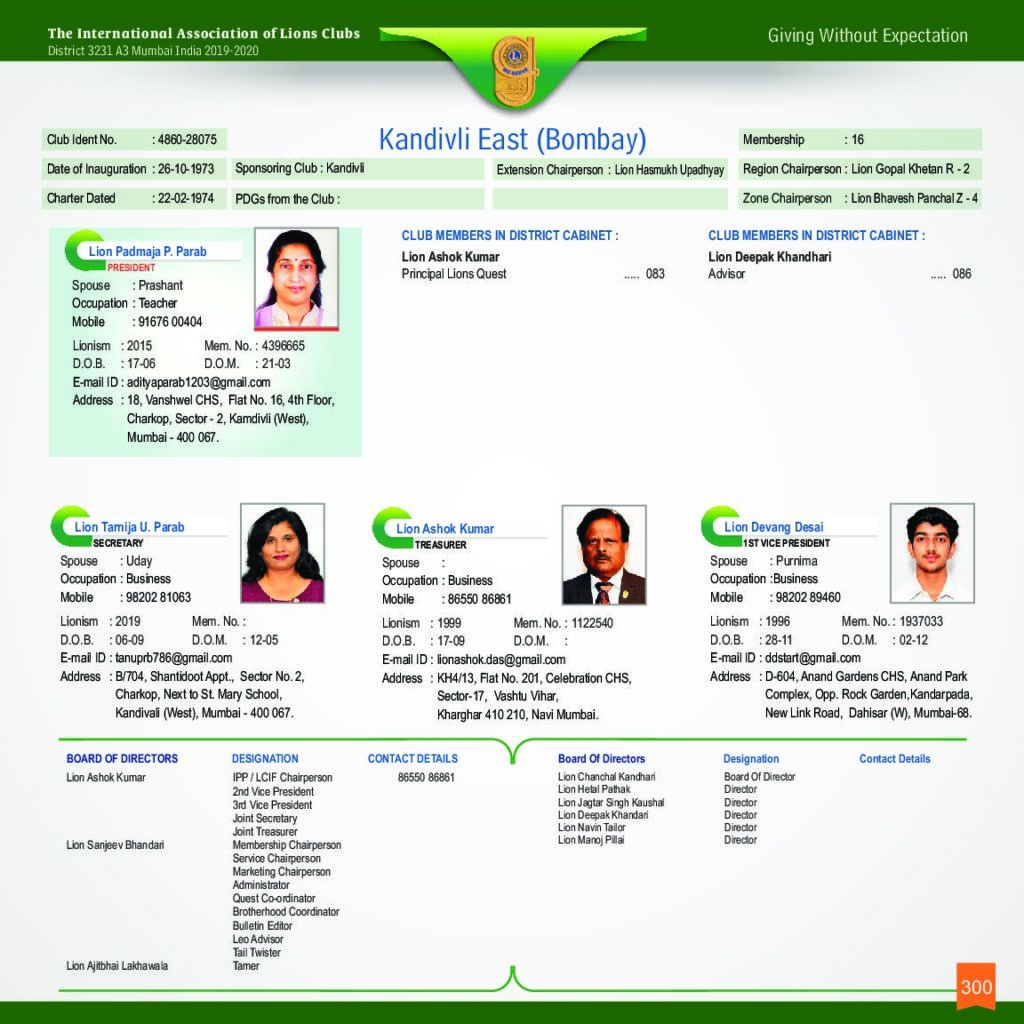 The International Association of Lions Clubs
District 3231 A3 Mumbai India 2019-2020
Giving Without Expectation
WE SERVE
Kandivli East (Bombay)
Club Ident No. : 4860-28075
Membership : 16
Date of Inauguration : 26-10-1973
Sponsoring Club : Kandivli
Extension Chairperson : Lion Hasmukh Upadhyay
Region Chairperson : Lion Gopal Khetan R - 2
Charter Dated : 22-02-1974
PDGs from the Club :
Zone Chairperson : Lion Bhavesh Panchal Z - 4
Lion Padmaja P. Parab
PRESIDENT
Spouse : Prashant
Occupation : Teacher
Mobile : 91676 00404
Lionism : 2015 Mem. No. : 4396665
D.O.B. : 17-06 D.O.M. : 21-03
E-mail ID : adityaparab1203@gmail.com
Address : 18, Vanshwel CHS, Flat No. 16, 4th Floor,
Charkop, Sector - 2, Kamdivli (West),
Mumbai - 400 067.
CLUB MEMBERS IN DISTRICT CABINET :
Lion Ashok Kumar
Principal Lions Quest ..... 083
CLUB MEMBERS IN DISTRICT CABINET :
Lion Deepak Khandhari
Advisor ..... 086
Lion Tamija U. Parab
SECRETARY
Spouse : Uday
Occupation : Business
Mobile : 98202 81063
Lionism : 2019 Mem. No. :
D.O.B. : 06-09 D.O.M. : 12-05
E-mail ID : tanuprb786@gmail.com
Address : B/704, Shantidoot Appt., Sector No. 2,
Charkop, Next to St. Mary School,
Kandivali (West), Mumbai - 400 067.
Lion Ashok Kumar
TREASURER
Spouse :
Occupation : Business
Mobile : 86550 86861
Lionism : 1999 Mem. No. : 1122540
D.O.B. : 17-09 D.O.M. :
E-mail ID : lionashok.das@gmail.com
Address : KH4/13, Flat No. 201, Celebration CHS,
Sector-17, Vashtu Vihar,
Kharghar 410 210, Navi Mumbai.
Lion Devang Desai
1ST VICE PRESIDENT
Spouse : Purnima
Occupation :Business
Mobile : 98202 89460
Lionism : 1996 Mem. No. : 1937033
D.O.B. : 28-11 D.O.M. : 02-12
E-mail ID : ddstart@gmail.com
Address : D-604, Anand Gardens CHS, Anand Park
Complex, Opp. Rock Garden,Kandarpada,
New Link Road, Dahisar (W), Mumbai-68.
BOARD OF DIRECTORS DESIGNATION CONTACT DETAILS
Lion Ashok Kumar IPP / LCIF Chairperson 86550 86861
2nd Vice President
3rd Vice President
Joint Secretary
Joint Treasurer
Lion Sanjeev Bhandari Membership Chairperson
Service Chairperson
Marketing Chairperson
Administrator
Quest Co-ordinator
Brotherhood Coordinator
Bulletin Editor
Leo Advisor
Tail Twister
Lion Ajitbhai Lakhawala Tamer
Board Of Directors Designation Contact Details
Lion Chanchal Kandhari Board Of Director
Lion Hetal Pathak Director
Lion Jagtar Singh Kaushal Director
Lion Deepak Khandari Director
Lion Navin Tailor Director
Lion Manoj Pillai Director
300